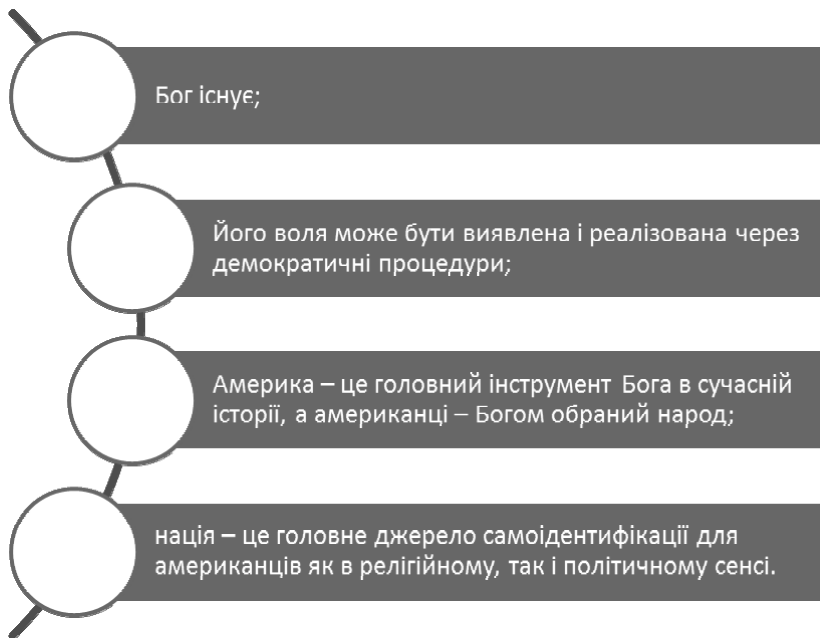 Бог існує;
Його воля може бути виявлена і реалізована через
демократичні процедури;
Америка – це головний інструмент Бога в сучасній
історії, а американці – Богом обраний народ;
нація – це головне джерело самоідентифікації для
американців як в релігійному, так і політичному сенсі.